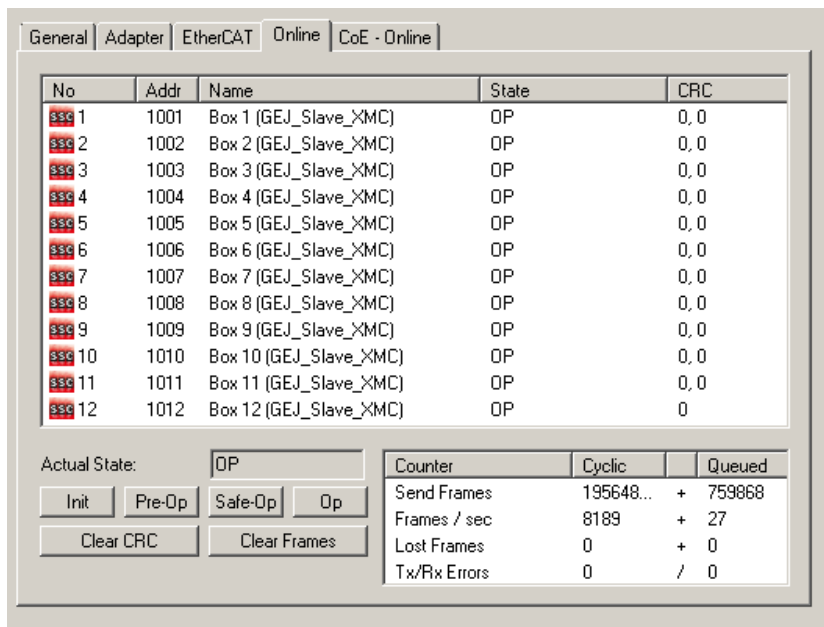 General Adapter EtherCAT Online CoE - Online
No Addr Name State CRC
ssc 1 1001 Box 1 (GEJ_Slave_XMC) OP 0, 0
ssc 2 1002 Box 2 (GEJ_Slave_XMC) OP 0, 0
ssc 3 1003 Box 3 (GEJ_Slave_XMC) OP 0, 0
ssc 4 1004 Box 4 (GEJ_Slave_XMC) OP 0, 0
ssc 5 1005 Box 5 (GEJ_Slave_XMC) OP 0, 0
ssc 6 1006 Box 6 (GEJ_Slave_XMC) OP 0, 0
ssc 7 1007 Box 7 (GEJ_Slave_XMC) OP 0, 0
ssc 8 1008 Box 8 (GEJ_Slave_XMC) OP 0, 0
ssc 9 1009 Box 9 (GEJ_Slave_XMC) OP 0, 0
ssc 10 1010 Box 10 (GEJ_Slave_XMC) OP 0, 0
ssc 11 1011 Box 11 (GEJ_Slave_XMC) OP 0, 0
ssc 12 1012 Box 12 (GEJ_Slave_XMC) OP 0
Actual State: OP
Init Pre-Op Safe-Op Op
Clear CRC Clear Frames
Counter Cyclic Queued
Send Frames 195648... + 759868
Frames / sec 8189 + 27
Lost Frames 0 + 0
Tx/Rx Errors 0 / 0